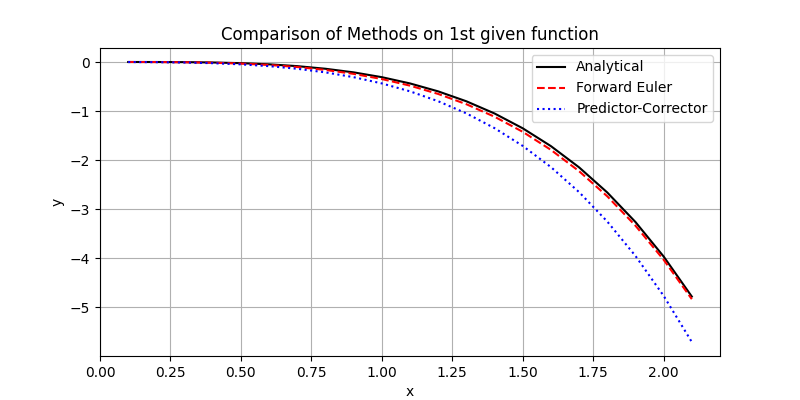 Comparison of Methods on 1st given function
Analytical
Forward Euler
Predictor-Corrector
y
0
−1
−2
−3
−4
−5
0.00 0.25 0.50 0.75 1.00 1.25 1.50 1.75 2.00
x